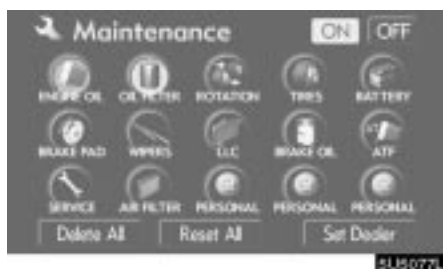 Maintenance ON OFF
ENGINE OIL OIL FILTER ROTATION TIRES BATTERY
BRAKE PAD WIPERS LLC BRAKE OIL ATF
SERVICE AIR FILTER PERSONAL PERSONAL PERSONAL
Delete All Reset All Set Dealer
5U5077I